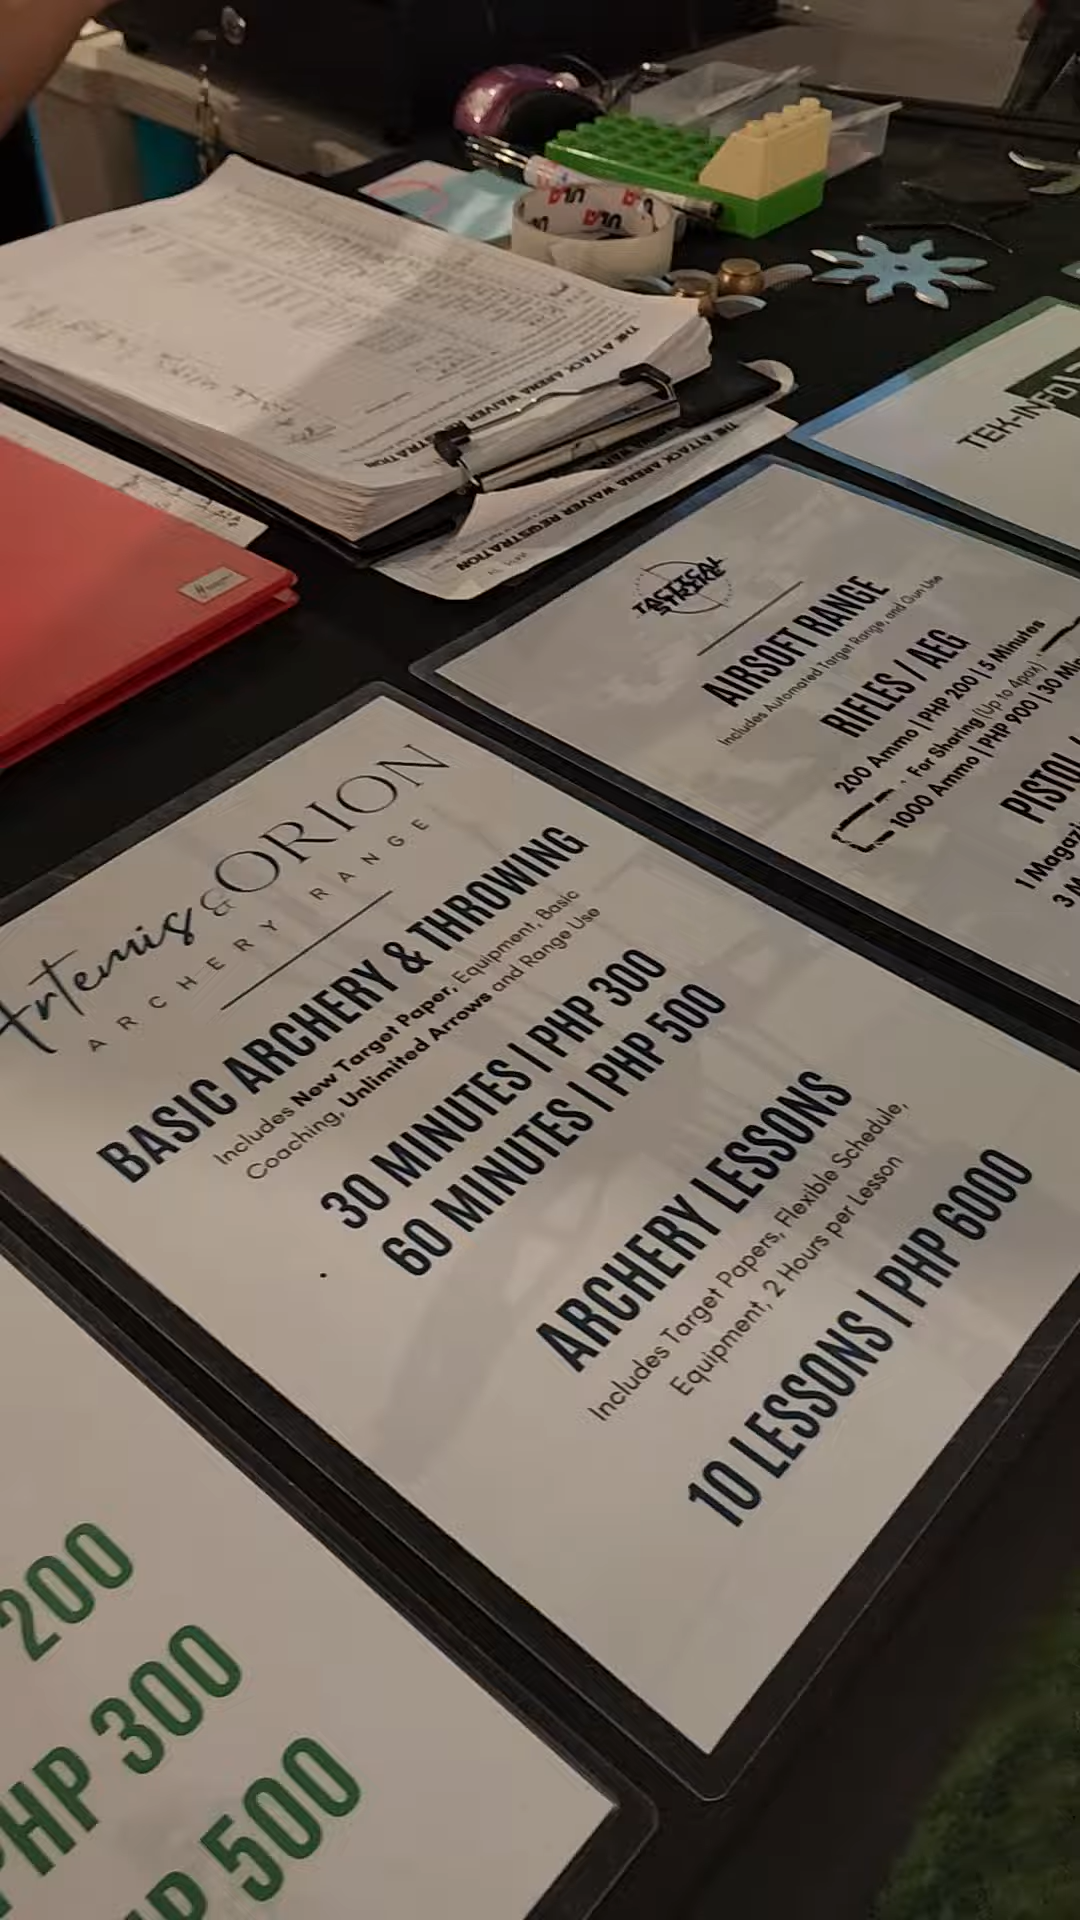 THE ATTACK ARENA WAIVER REGISTRATION
THE ATTACK ARENA WAIVER REGISTRATION
TEK-INFO
TACTICAL
STRIKE
AIRSOFT RANGE
Includes Automated Target Range, and Gun Use
RIFLES / AEG
200 Ammo | PHP 200 | 5 Minutes
For Sharing (Up to 4pax)
1000 Ammo | PHP 900 | 30 Min
PISTOL /
1 Magaz
3 M
Artemis & ORION
ARCHERY RANGE
BASIC ARCHERY & THROWING
Includes New Target Paper, Equipment, Basic
Coaching, Unlimited Arrows and Range Use
30 MINUTES | PHP 300
60 MINUTES | PHP 500
ARCHERY LESSONS
Includes Target Papers, Flexible Schedule,
Equipment, 2 Hours per Lesson
10 LESSONS | PHP 6000
200
PHP 300
HP 500